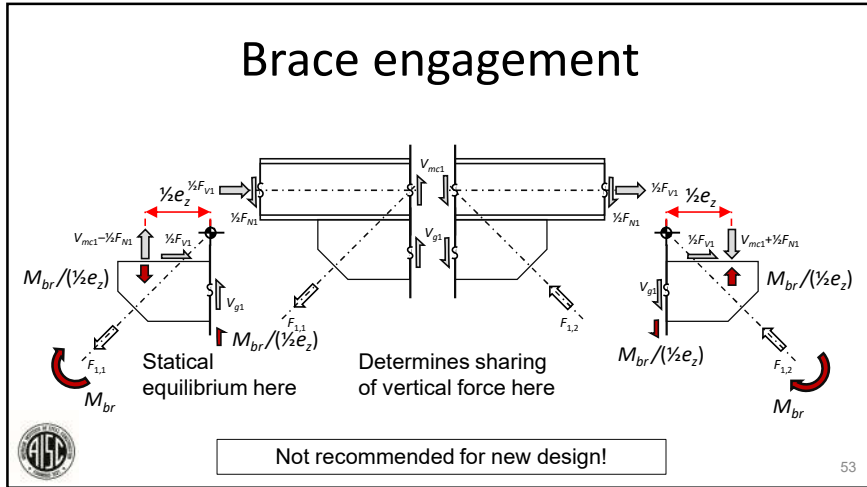 Brace engagement
½F_V1
½F_N1
V_mc1
V_g1
½F_V1
½F_N1
½e_z
½e_z
V_mc1–½F_N1
½F_V1
M_br/(½e_z)
V_g1
M_br/(½e_z)
F_1,1
M_br
F_1,1
F_1,2
½F_V1
V_mc1+½F_N1
M_br/(½e_z)
V_g1
M_br/(½e_z)
F_1,2
M_br
Statical
equilibrium here
Determines sharing
of vertical force here
Not recommended for new design!
AISC
53